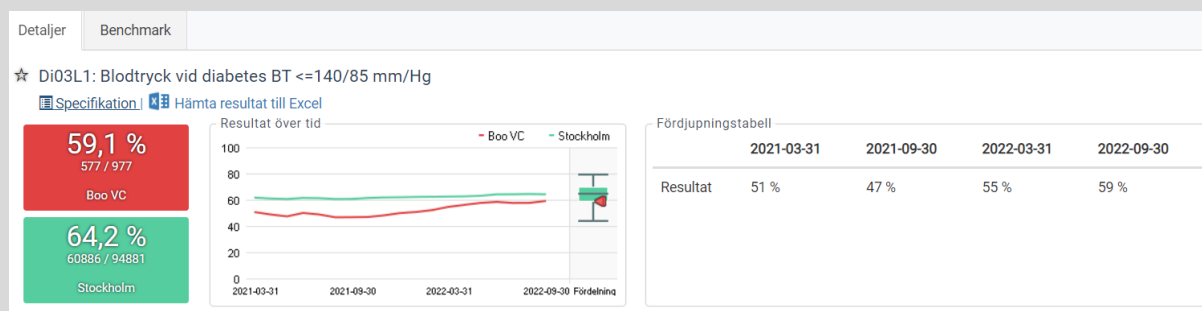 Detaljer Benchmark
Di03L1: Blodtryck vid diabetes BT <=140/85 mm/Hg
Specifikation | Hämta resultat till Excel
59,1 %
577 / 977
Boo VC
64,2 %
60886 / 94881
Stockholm
Resultat över tid
Boo VC Stockholm
100
80
60
40
20
0
2021-03-31 2021-09-30 2022-03-31 2022-09-30 Fördelning
Fördjupningstabell
2021-03-31 2021-09-30 2022-03-31 2022-09-30
Resultat 51 % 47 % 55 % 59 %